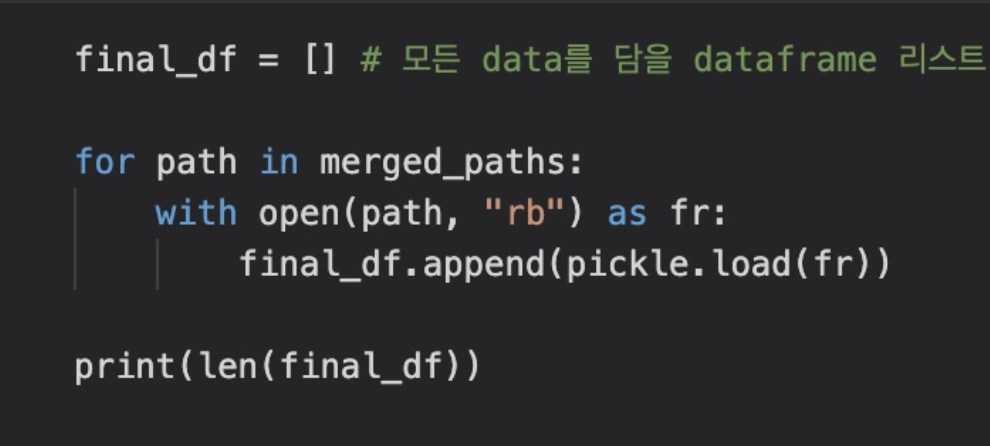 final_df = [] # 모든 data를 담을 dataframe 리스트
for path in merged_paths:
with open(path, "rb") as fr:
final_df.append(pickle.load(fr))
print(len(final_df))